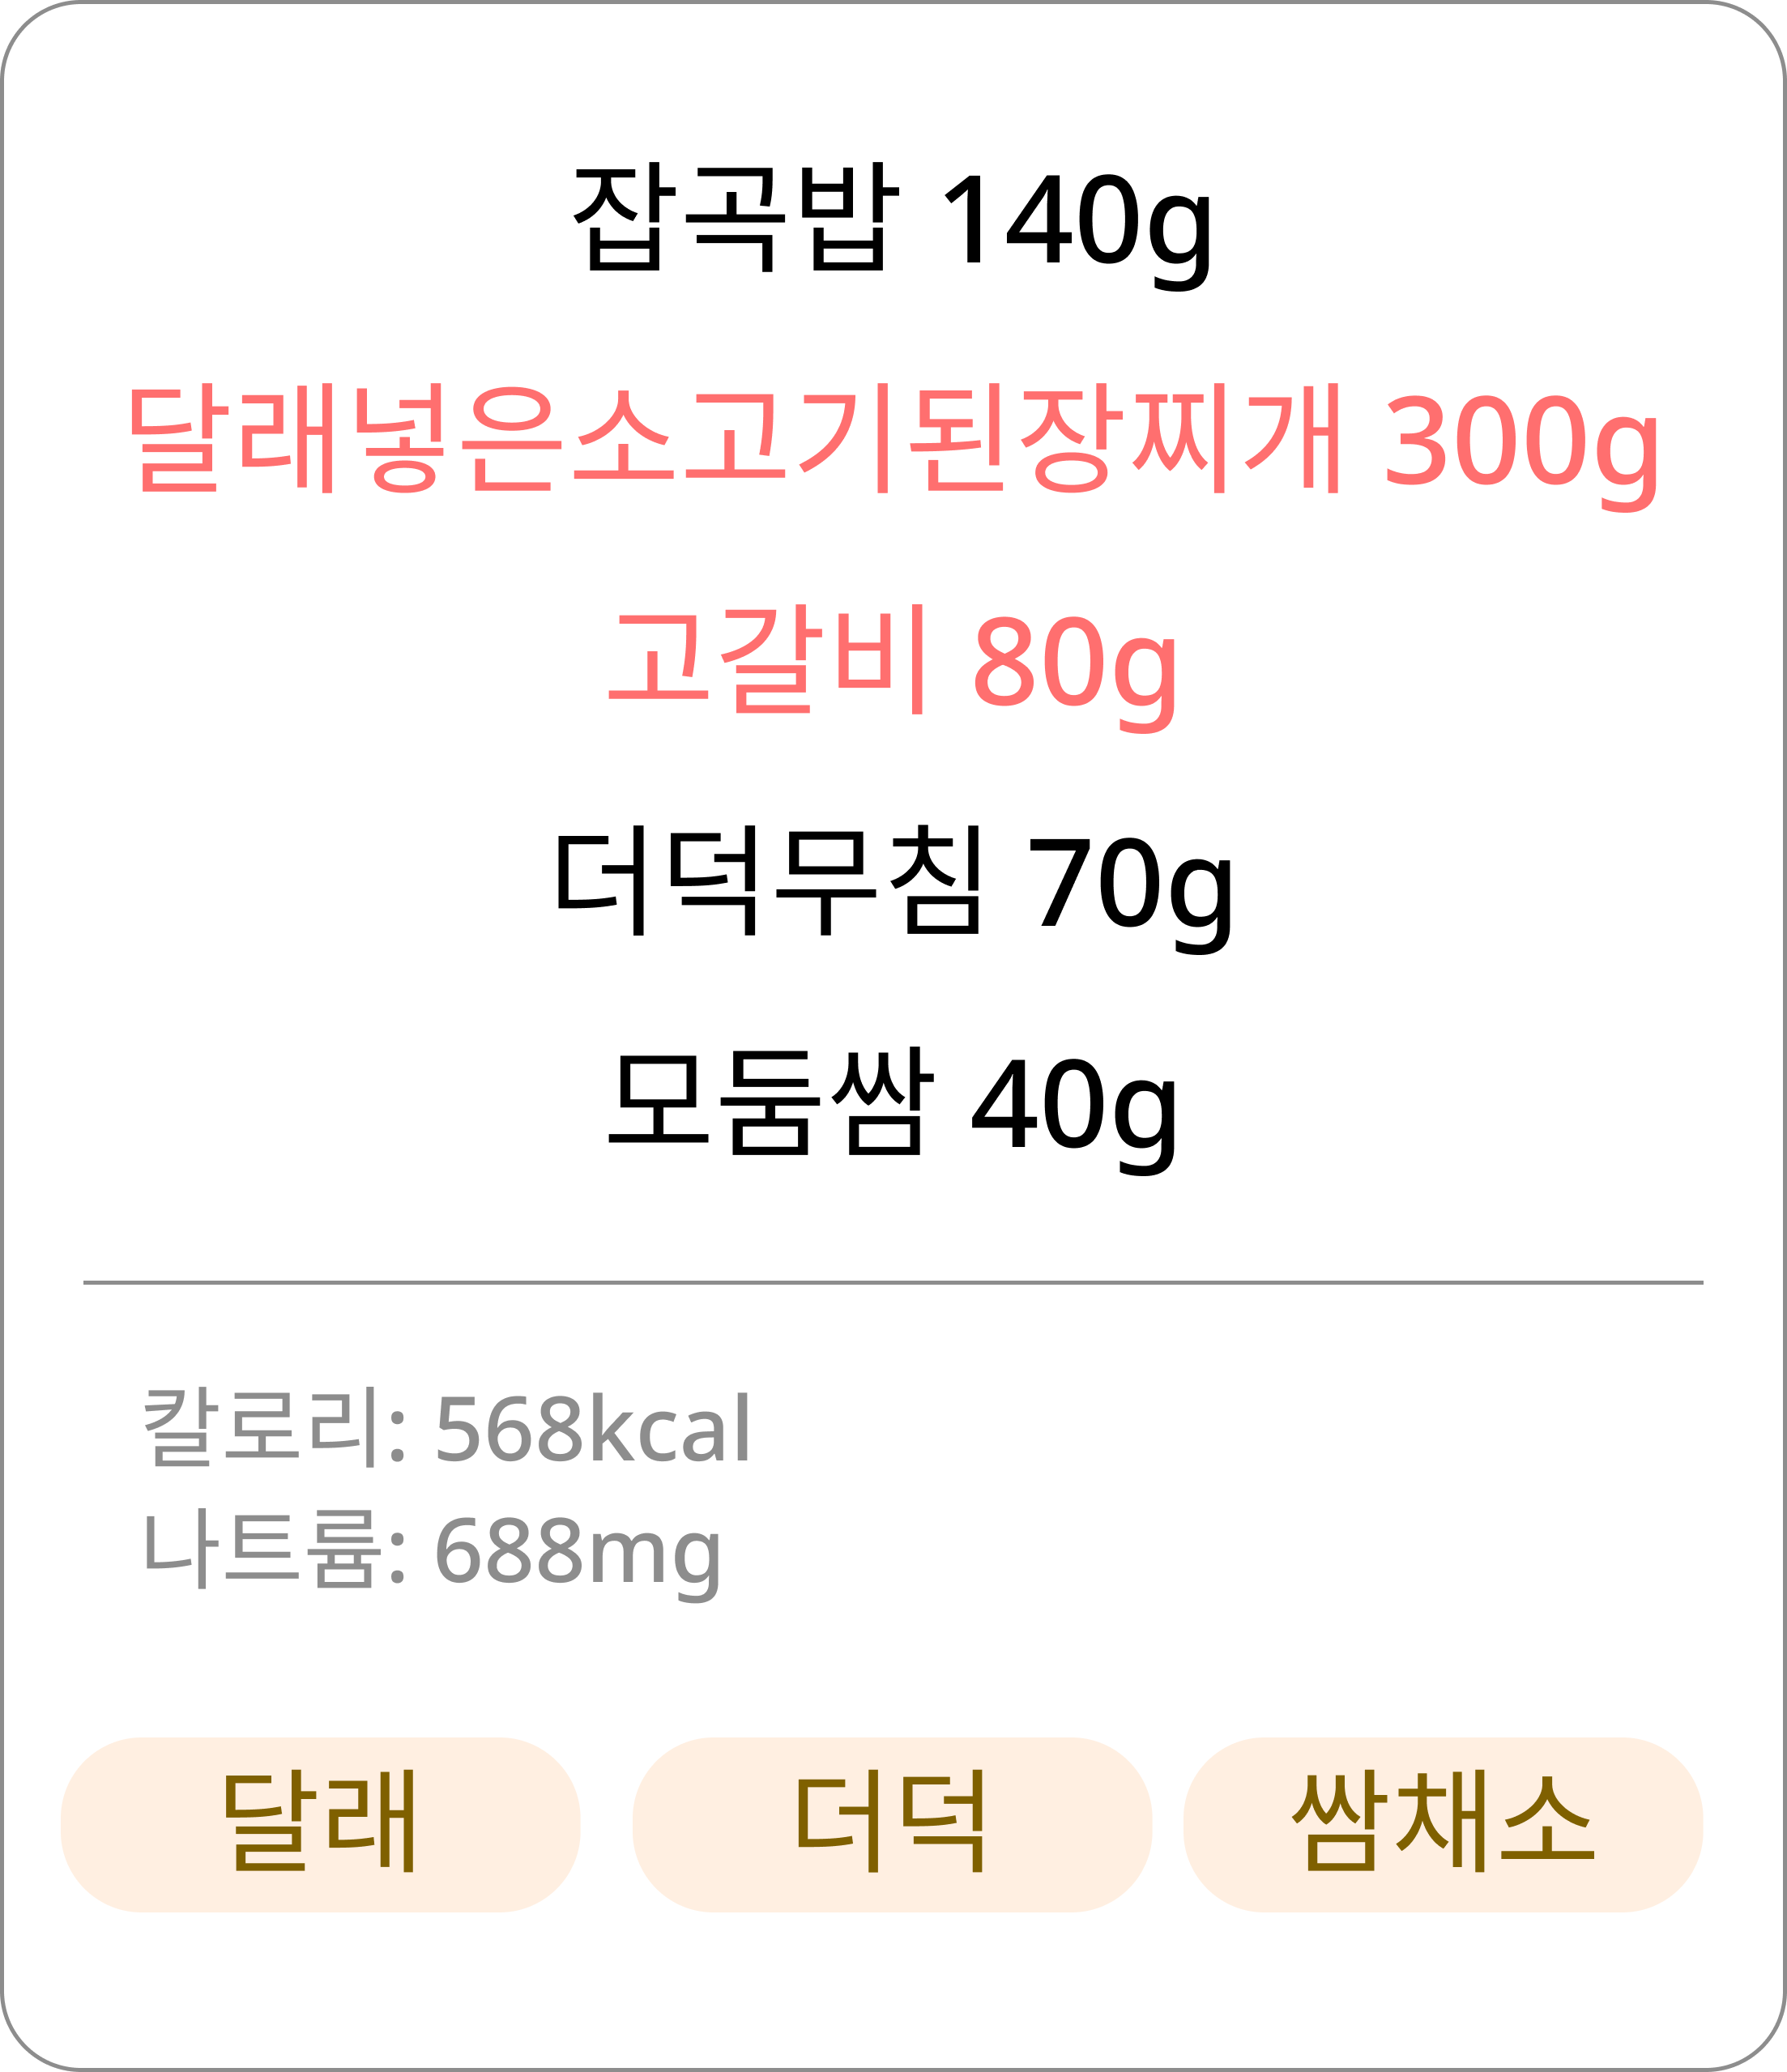 잡곡밥 140g
달래넣은소고기된장찌개 300g
고갈비 80g
더덕무침 70g
모둠쌈 40g
칼로리: 568kcal
나트륨: 688mg
달래 더덕 쌈채소